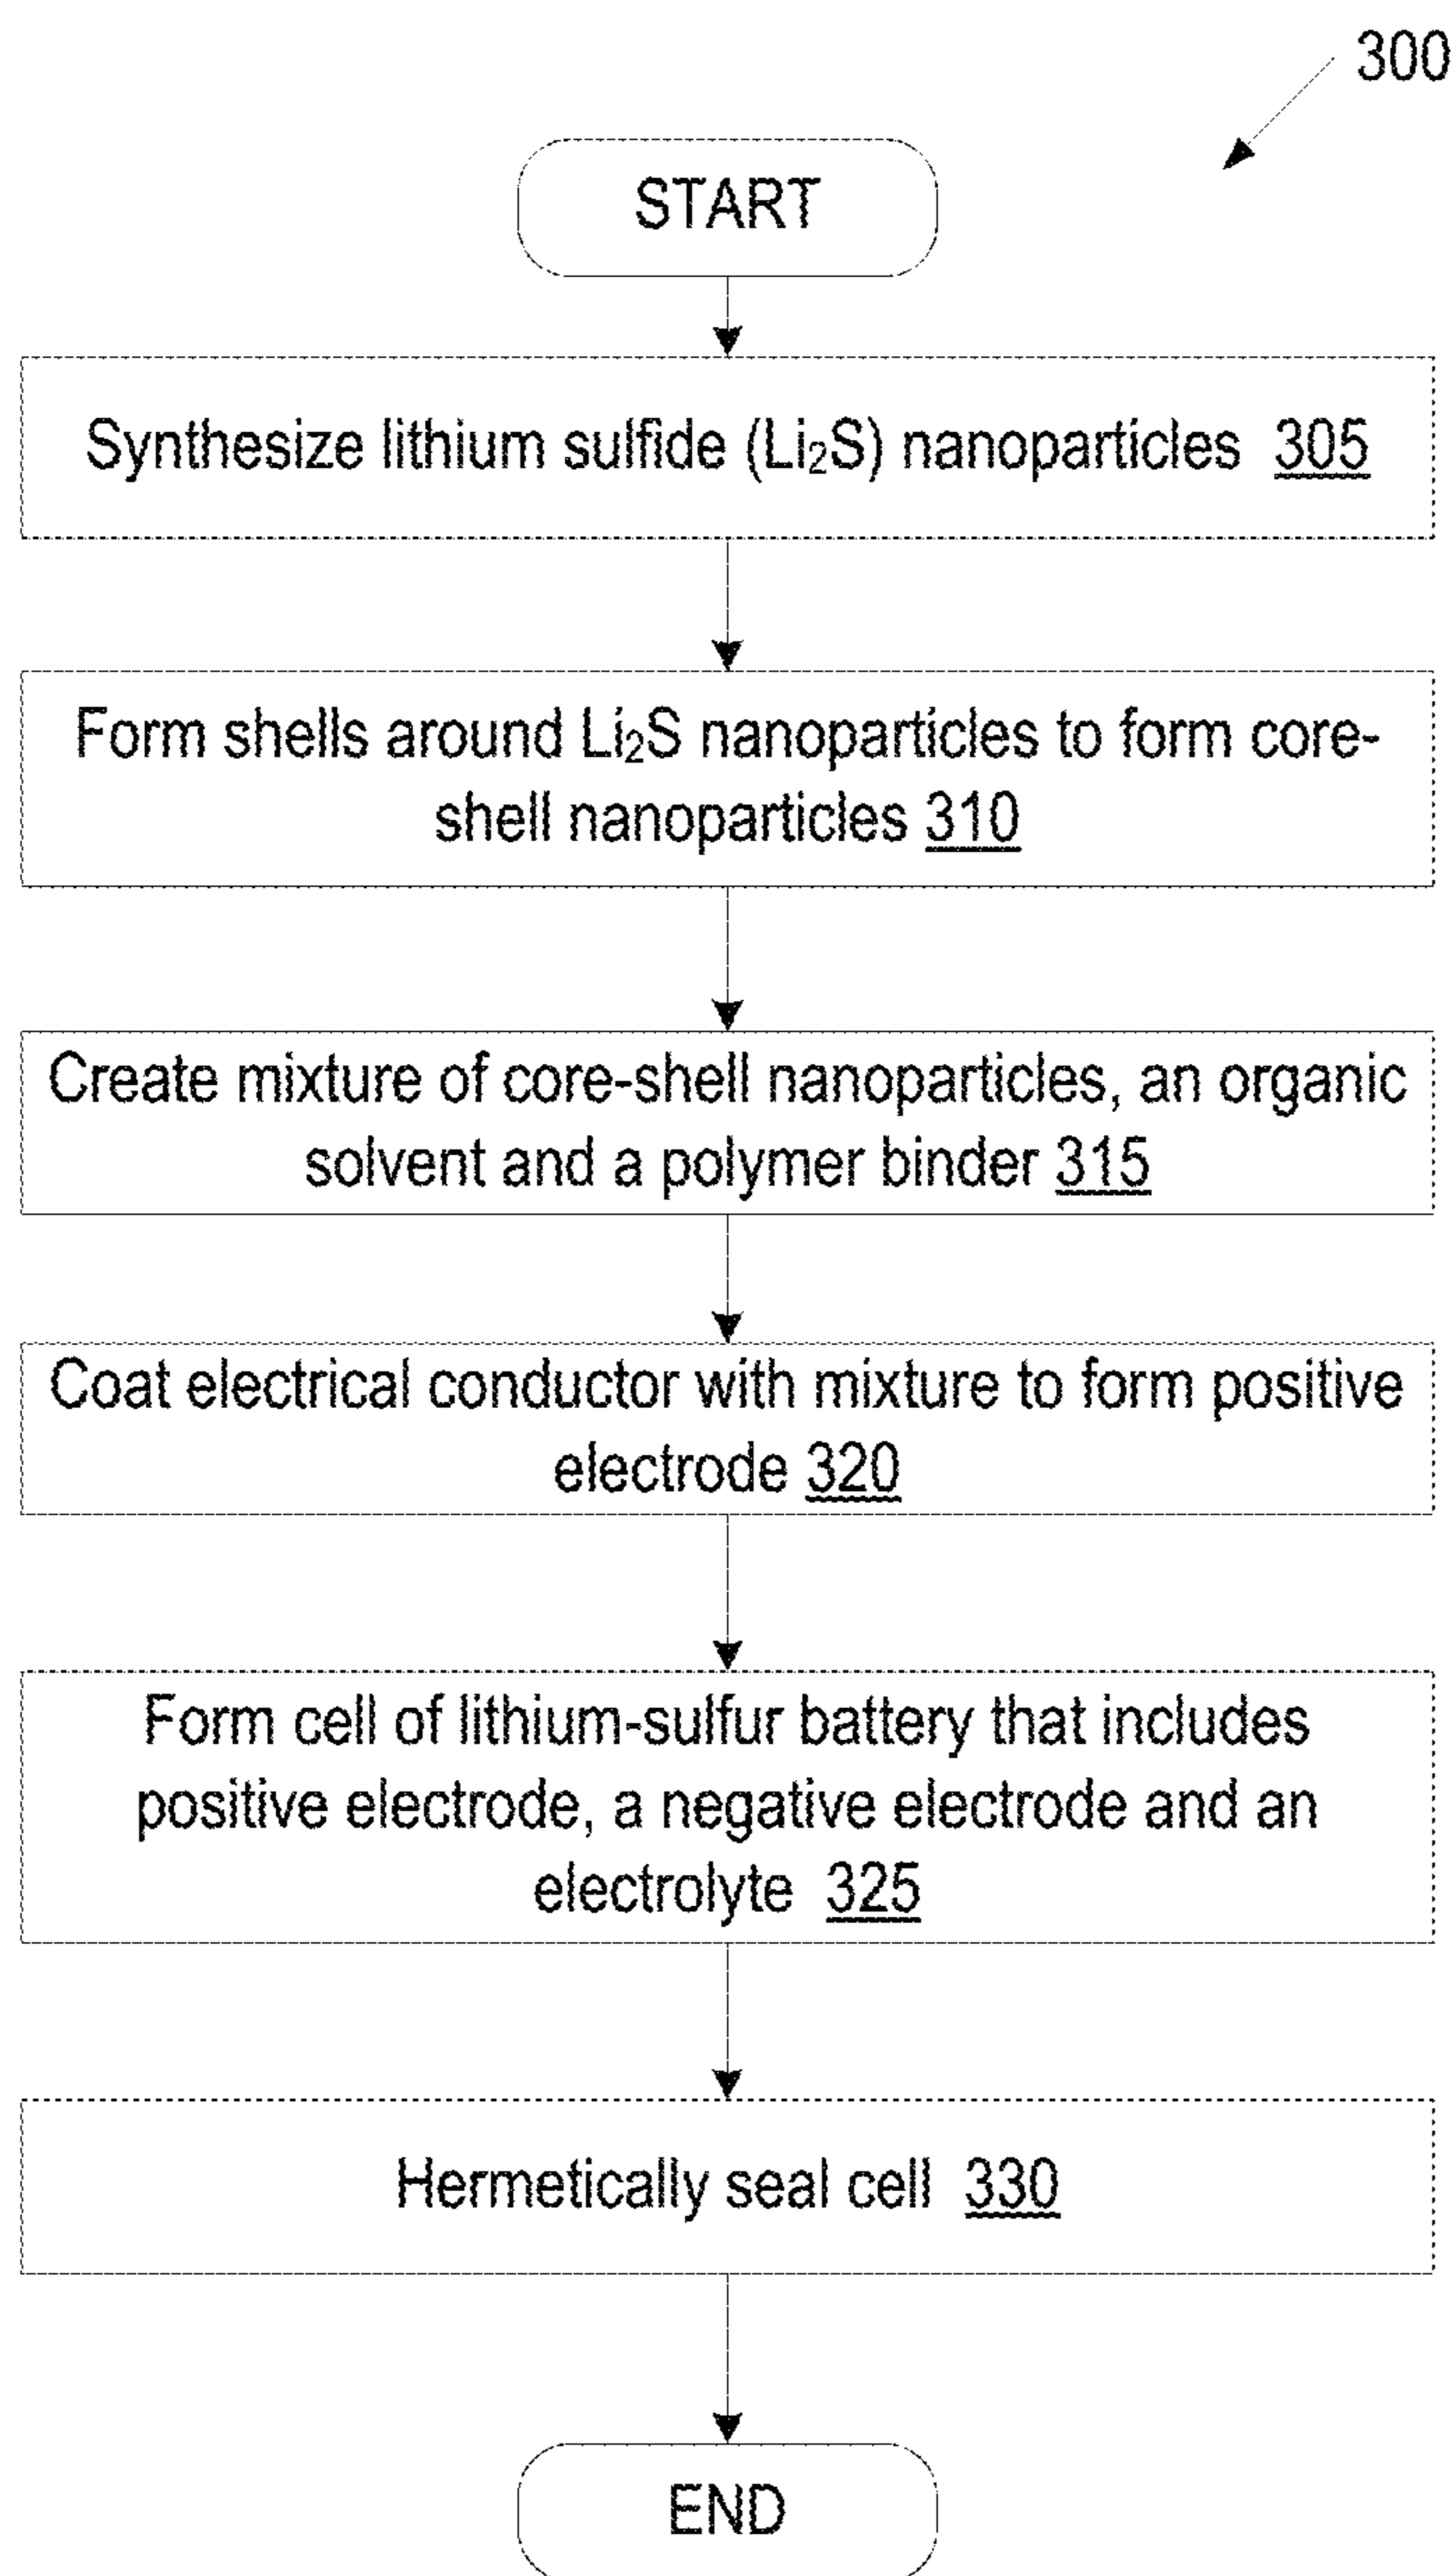 300
START
Synthesize lithium sulfide (Li₂S) nanoparticles 305
Form shells around Li₂S nanoparticles to form core-
shell nanoparticles 310
Create mixture of core-shell nanoparticles, an organic
solvent and a polymer binder 315
Coat electrical conductor with mixture to form positive
electrode 320
Form cell of lithium-sulfur battery that includes
positive electrode, a negative electrode and an
electrolyte 325
Hermetically seal cell 330
END